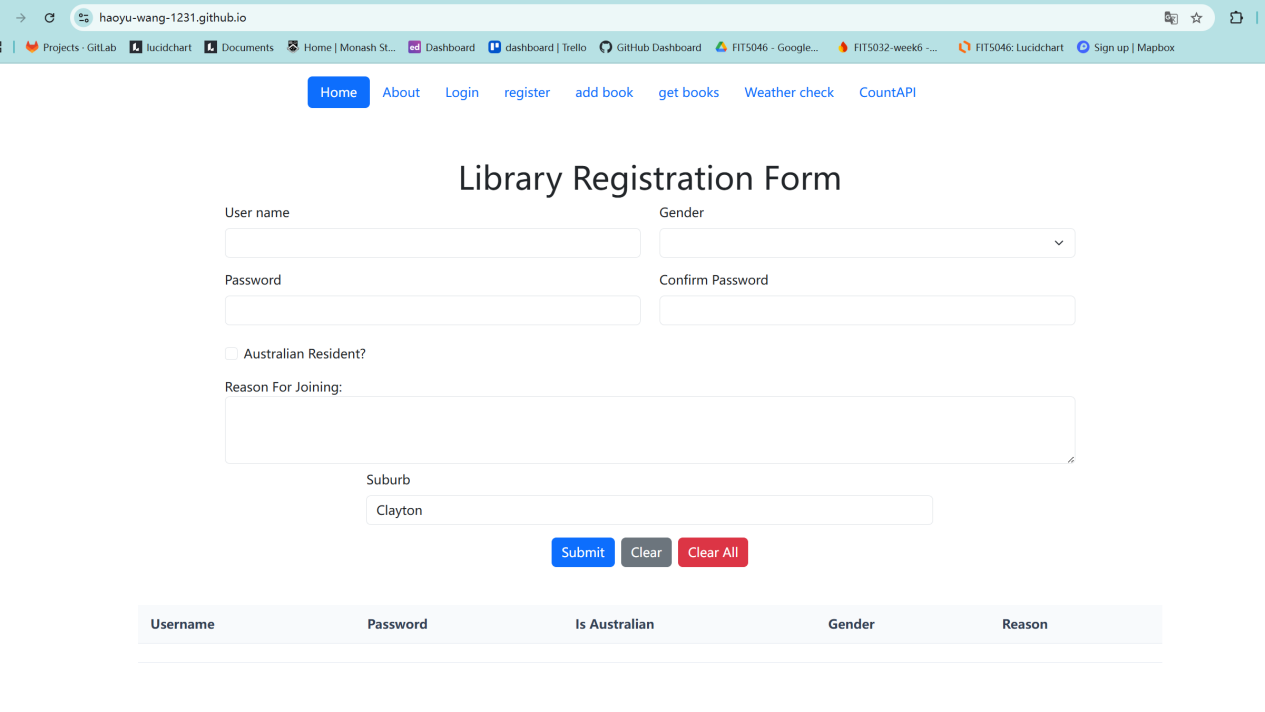 haoyu-wang-1231.github.io
Projects · GitLab lucidchart Documents Home | Monash St... Dashboard dashboard | Trello GitHub Dashboard FIT5046 - Google... FIT5032-week6 -... FIT5046: Lucidchart Sign up | Mapbox
Home About Login register add book get books Weather check CountAPI
Library Registration Form
User name Gender
Password Confirm Password
Australian Resident?
Reason For Joining:
Suburb
Clayton
Submit Clear Clear All
Username Password Is Australian Gender Reason